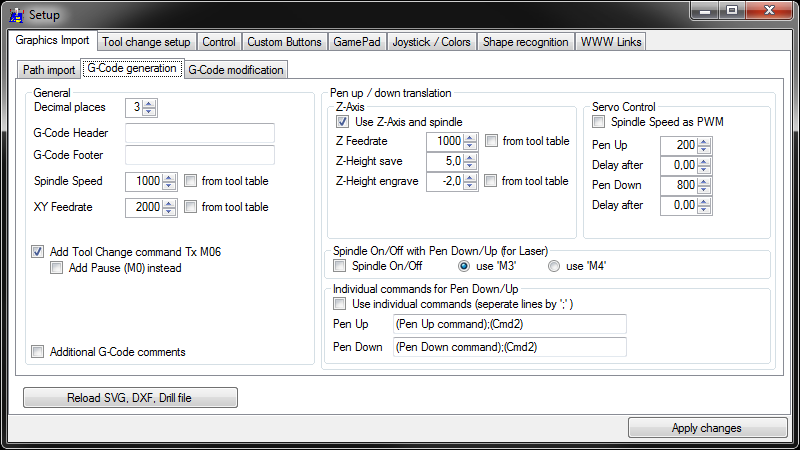 Setup
Graphics Import Tool change setup Control Custom Buttons GamePad Joystick / Colors Shape recognition WWW Links
Path import G-Code generation G-Code modification
General
Decimal places 3
G-Code Header
G-Code Footer
Spindle Speed 1000 from tool table
XY Feedrate 2000 from tool table
Add Tool Change command Tx M06
Add Pause (M0) instead
Additional G-Code comments
Pen up / down translation
Z-Axis
Use Z-Axis and spindle
Z Feedrate 1000 from tool table
Z-Height save 5,0
Z-Height engrave -2,0 from tool table
Servo Control
Spindle Speed as PWM
Pen Up 200
Delay after 0,00
Pen Down 800
Delay after 0,00
Spindle On/Off with Pen Down/Up (for Laser)
Spindle On/Off use 'M3' use 'M4'
Individual commands for Pen Down/Up
Use individual commands (seperate lines by ';' )
Pen Up (Pen Up command);(Cmd2)
Pen Down (Pen Down command);(Cmd2)
Reload SVG, DXF, Drill file
Apply changes